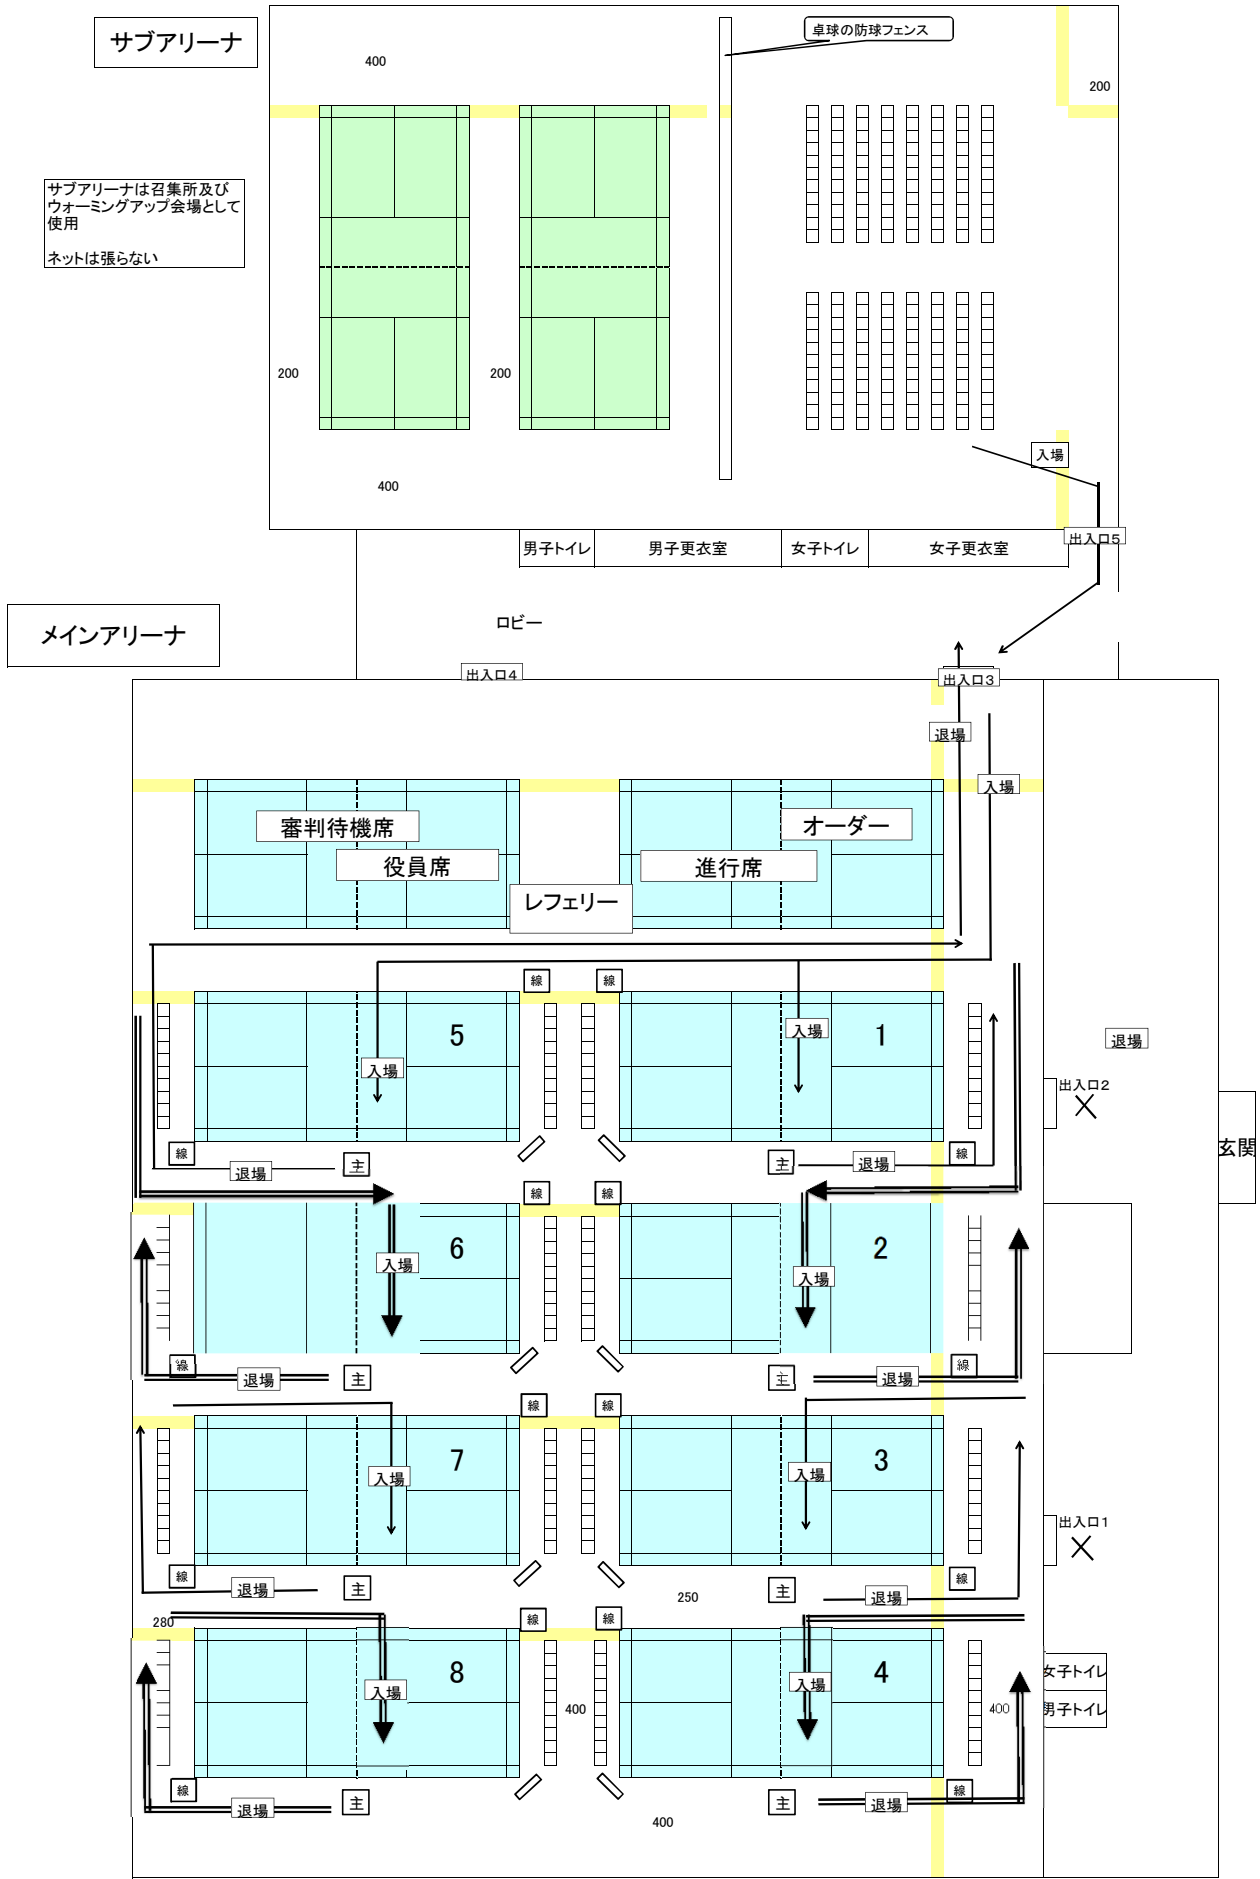 サブアリーナ
卓球の防球フェンス
400
200
サブアリーナは召集所及び
ウォーミングアップ会場として
使用
ネットは張らない
200
200
入場
400
出入口5
男子トイレ
男子更衣室
女子トイレ
女子更衣室
ロビー
メインアリーナ
出入口4
出入口3
退場
入場
審判待機席
オーダー
役員席
進行席
レフェリー
線
線
5
1
入場
入場
退場
出入口2
玄関
線
主
退場
主
退場
線
線
線
6
2
入場
入場
線
退場
主
主
退場
線
線
線
7
3
入場
入場
出入口1
線
退場
主
主
退場
線
250
280
線
線
8
4
入場
入場
女子トイレ
400
400
男子トイレ
線
退場
主
主
退場
線
400